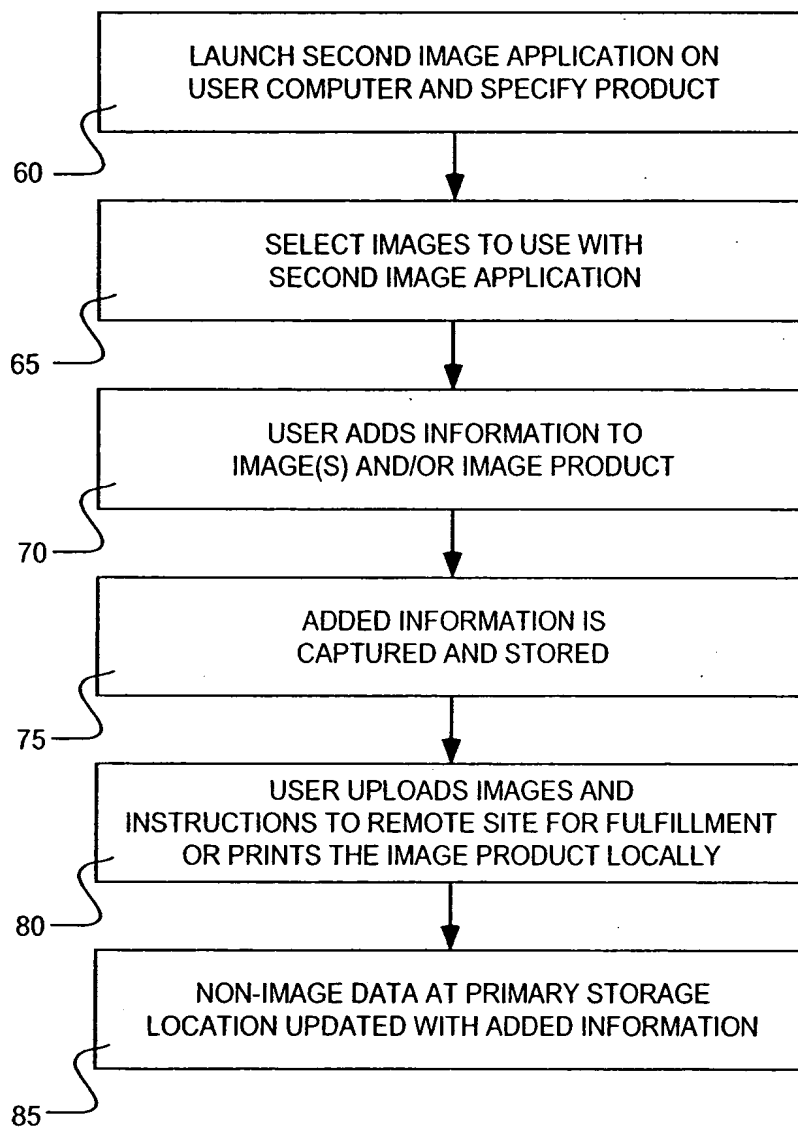 LAUNCH SECOND IMAGE APPLICATION ON
USER COMPUTER AND SPECIFY PRODUCT
60
SELECT IMAGES TO USE WITH
SECOND IMAGE APPLICATION
65
USER ADDS INFORMATION TO
IMAGE(S) AND/OR IMAGE PRODUCT
70
ADDED INFORMATION IS
CAPTURED AND STORED
75
USER UPLOADS IMAGES AND
INSTRUCTIONS TO REMOTE SITE FOR FULFILLMENT
OR PRINTS THE IMAGE PRODUCT LOCALLY
80
NON-IMAGE DATA AT PRIMARY STORAGE
LOCATION UPDATED WITH ADDED INFORMATION
85